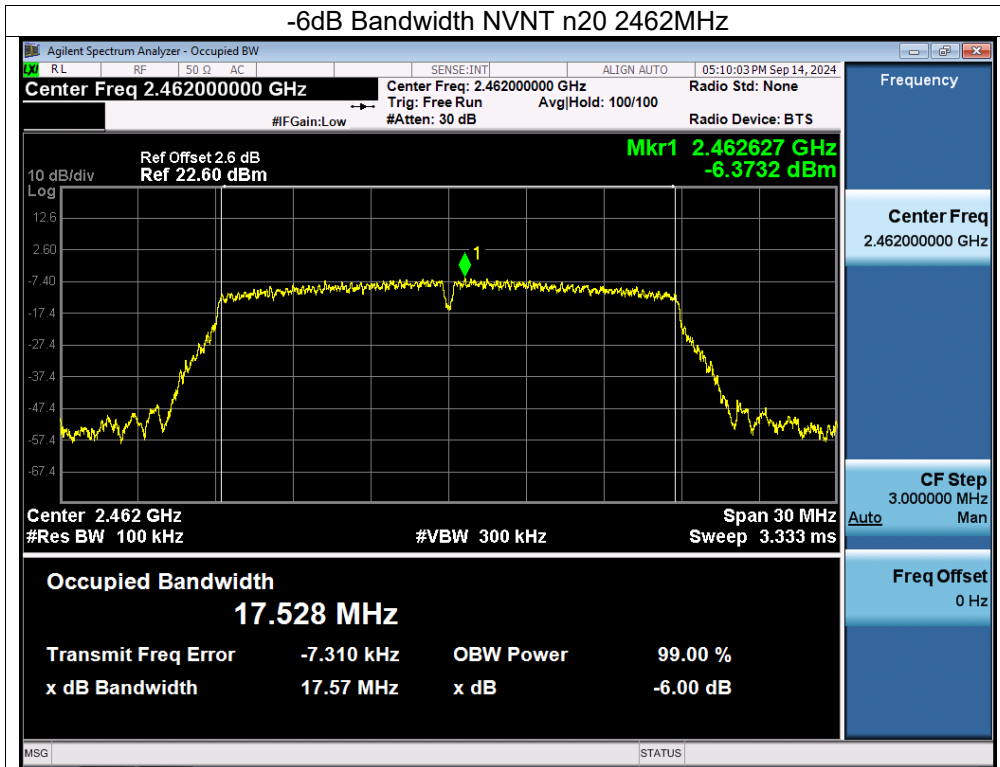 -6dB Bandwidth NVNT n20 2462MHz
Agilent Spectrum Analyzer - Occupied BW
LXI RL RF 50 Ω AC SENSE:INT ALIGN AUTO 05:10:03 PM Sep 14, 2024
Center Freq 2.462000000 GHz
Center Freq: 2.462000000 GHz
Radio Std: None
Trig: Free Run Avg|Hold: 100/100
#IFGain:Low
#Atten: 30 dB
Radio Device: BTS
Frequency
Ref Offset 2.6 dB
10 dB/div Ref 22.60 dBm
Mkr1 2.462627 GHz
-6.3732 dBm
Log
12.6
2.60
-7.40
-17.4
-27.4
-37.4
-47.4
-57.4
-67.4
1
Center 2.462 GHz Span 30 MHz
#Res BW 100 kHz #VBW 300 kHz Sweep 3.333 ms
Center Freq
2.462000000 GHz
CF Step
3.000000 MHz
Auto Man
Freq Offset
0 Hz
Occupied Bandwidth
17.528 MHz
Transmit Freq Error -7.310 kHz OBW Power 99.00 %
x dB Bandwidth 17.57 MHz x dB -6.00 dB
MSG STATUS